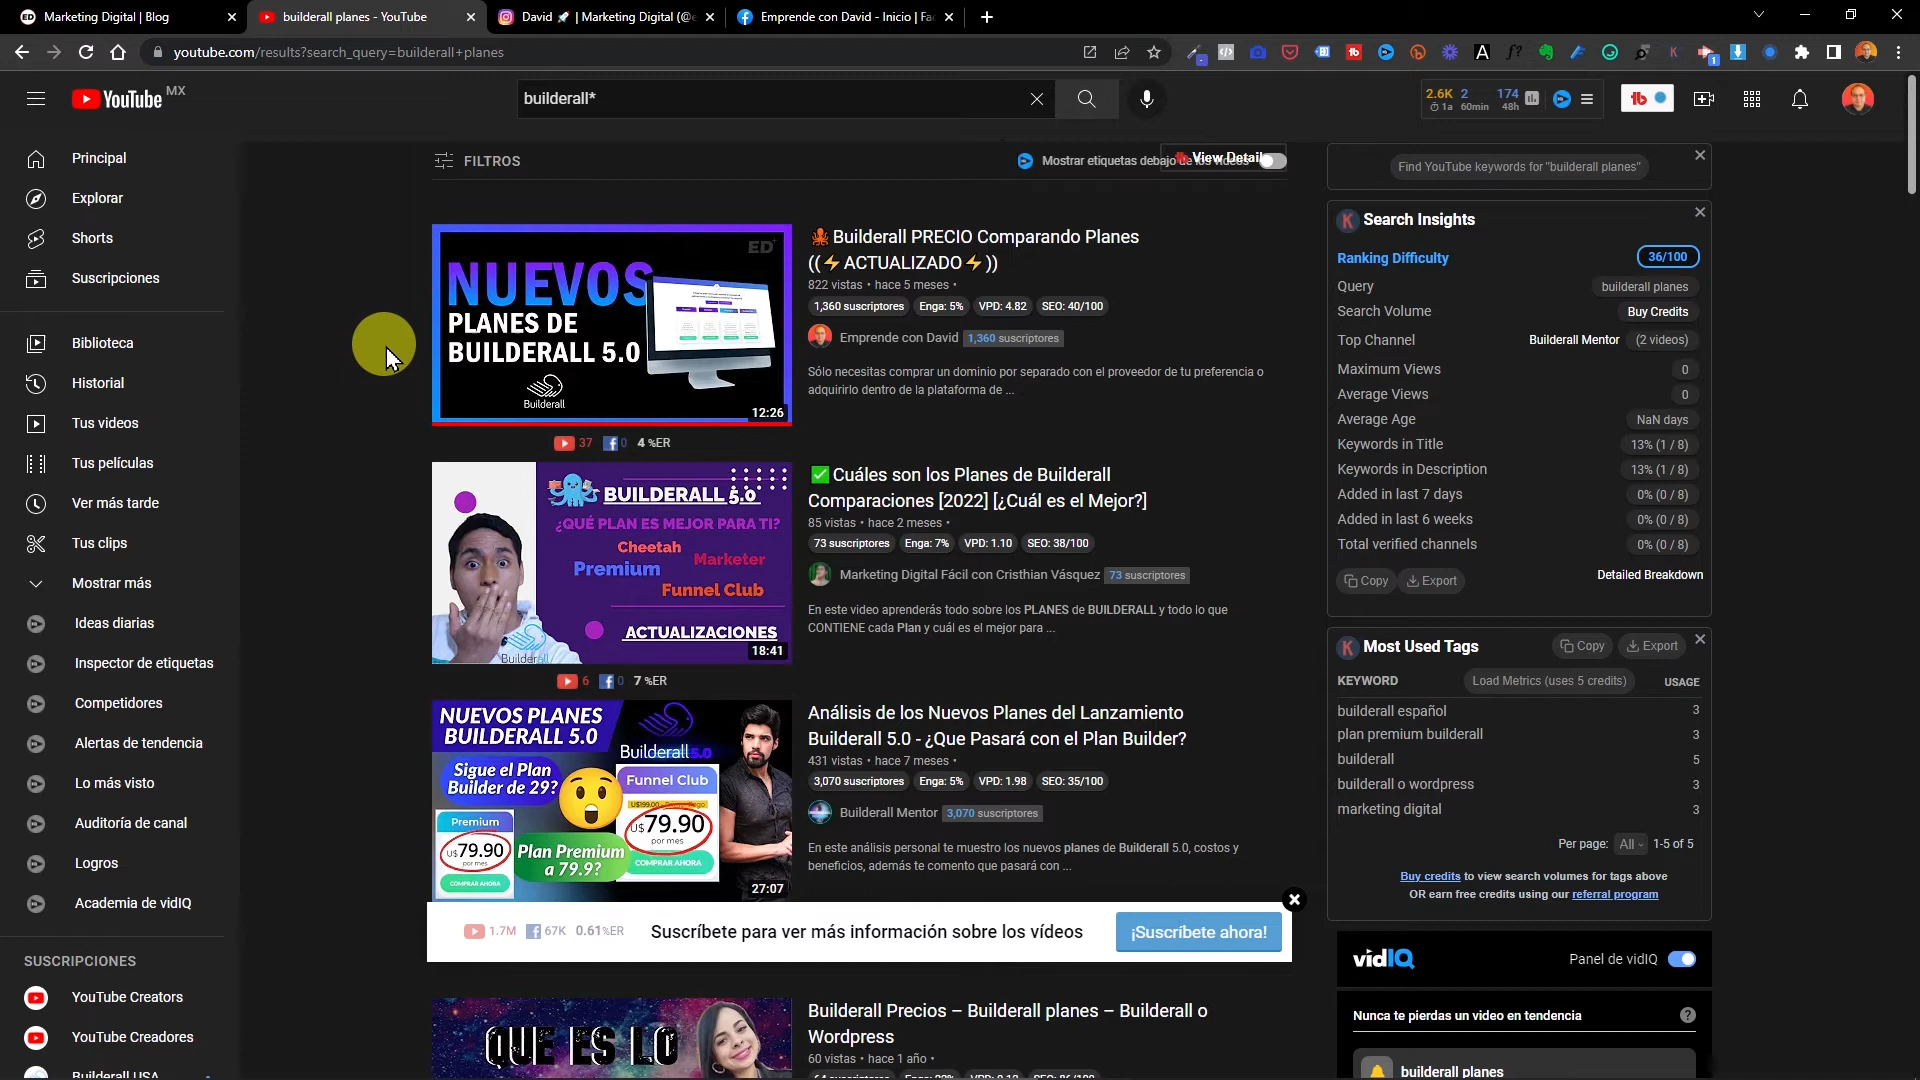 Marketing Digital | Blog
builderall planes - YouTube
David 🚀 | Marketing Digital (@e
Emprende con David - Inicio | Fac
youtube.com/results?search_query=builderall+planes
YouTube MX
builderall*
2.6K 2 174
1a 60min 48h
Principal
Explorar
Shorts
Suscripciones
Biblioteca
Historial
Tus videos
Tus películas
Ver más tarde
Tus clips
Mostrar más
Ideas diarias
Inspector de etiquetas
Competidores
Alertas de tendencia
Lo más visto
Auditoría de canal
Logros
Academia de vidIQ
SUSCRIPCIONES
YouTube Creators
YouTube Creadores
Builderall USA
FILTROS
Mostrar etiquetas debajo de los videos
View Detail
ED
NUEVOS
PLANES DE
BUILDERALL 5.0
Builderall
12:26
🐙Builderall PRECIO Comparando Planes
((⚡ACTUALIZADO⚡))
822 vistas • hace 5 meses •
1,360 suscriptores Enga: 5% VPD: 4.82 SEO: 40/100
Emprende con David 1,360 suscriptores
Sólo necesitas comprar un dominio por separado con el proveedor de tu preferencia o
adquirirlo dentro de la plataforma de ...
37 0 4 %ER
BUILDERALL 5.0
¿QUÉ PLAN ES MEJOR PARA TI?
Cheetah
Marketer
Premium
Funnel Club
ACTUALIZACIONES
Builderall
18:41
✅Cuáles son los Planes de Builderall
Comparaciones [2022] [¿Cuál es el Mejor?]
85 vistas • hace 2 meses •
73 suscriptores Enga: 7% VPD: 1.10 SEO: 38/100
Marketing Digital Fácil con Cristhian Vásquez 73 suscriptores
En este video aprenderás todo sobre los PLANES de BUILDERALL y todo lo que
CONTIENE cada Plan y cuál es el mejor para ...
6 0 7 %ER
NUEVOS PLANES
BUILDERALL 5.0
Builderall 5.0
Sigue el Plan
Builder de 29?
Funnel Club
U$79.90
por mes
COMPRAR AHORA
Premium
U$79.90
por mes
COMPRAR AHORA
Plan Premium
a 79.9?
27:07
Análisis de los Nuevos Planes del Lanzamiento
Builderall 5.0 - ¿Que Pasará con el Plan Builder?
431 vistas • hace 7 meses •
3,070 suscriptores Enga: 5% VPD: 1.98 SEO: 35/100
Builderall Mentor 3,070 suscriptores
En este análisis personal te muestro los nuevos planes de Builderall 5.0, costos y
beneficios, además te comento que pasará con ...
1.7M 67K 0.61%ER Suscríbete para ver más información sobre los vídeos ¡Suscríbete ahora!
QUE ES LO
Builderall Precios – Builderall planes – Builderall o
Wordpress
60 vistas • hace 1 año •
Find YouTube keywords for "builderall planes"
Search Insights
Ranking Difficulty 36/100
Query builderall planes
Search Volume Buy Credits
Top Channel Builderall Mentor (2 videos)
Maximum Views 0
Average Views 0
Average Age NaN days
Keywords in Title 13% (1 / 8)
Keywords in Description 13% (1 / 8)
Added in last 7 days 0% (0 / 8)
Added in last 6 weeks 0% (0 / 8)
Total verified channels 0% (0 / 8)
Copy Export Detailed Breakdown
Most Used Tags Copy Export
KEYWORD Load Metrics (uses 5 credits) USAGE
builderall español 3
plan premium builderall 3
builderall 5
builderall o wordpress 3
marketing digital 3
Per page: All 1-5 of 5
Buy credits to view search volumes for tags above
OR earn free credits using our referral program
vidIQ Panel de vidIQ
Nunca te pierdas un video en tendencia
builderall planes